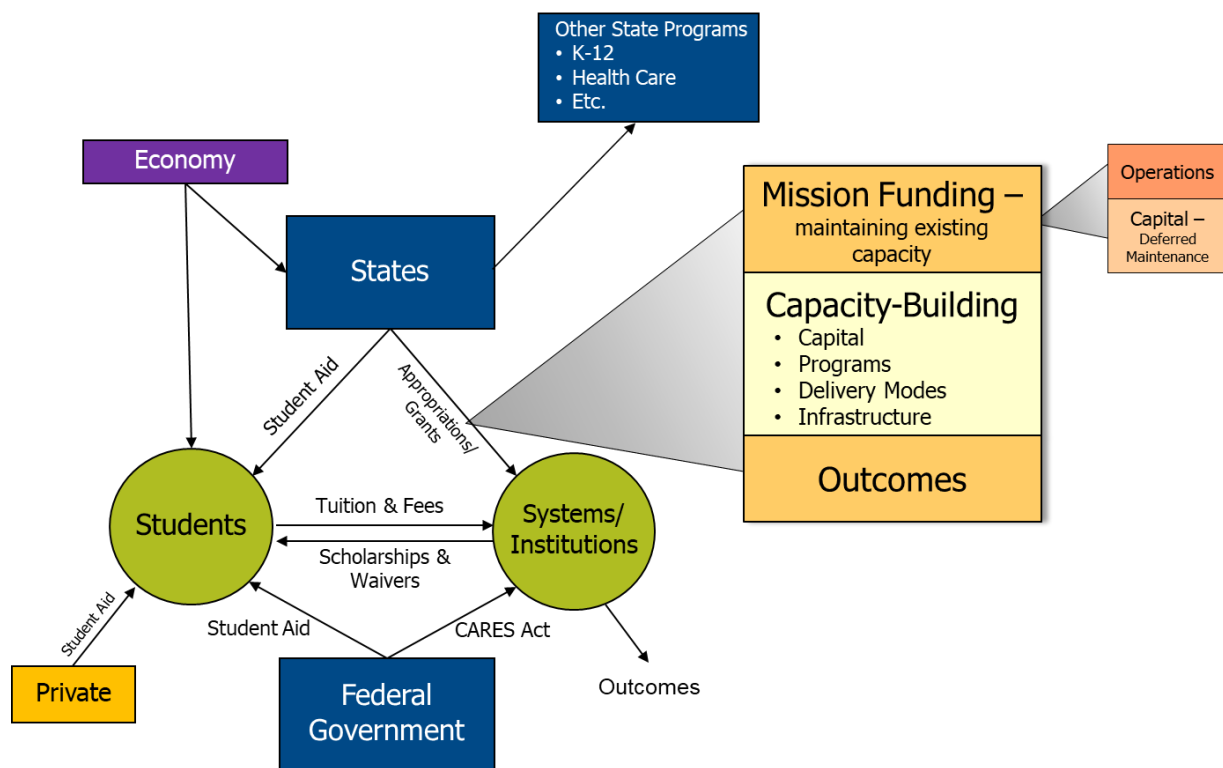 Other State Programs
• K-12
• Health Care
• Etc.
Economy
States
Mission Funding –
maintaining existing
capacity
Operations
Capital –
Deferred
Maintenance
Capacity-Building
• Capital
• Programs
• Delivery Modes
• Infrastructure
Outcomes
Student Aid
Appropriations/
Grants
Students
Tuition & Fees
Scholarships &
Waivers
Systems/
Institutions
Student Aid
Student Aid
CARES Act
Private
Federal
Government
Outcomes